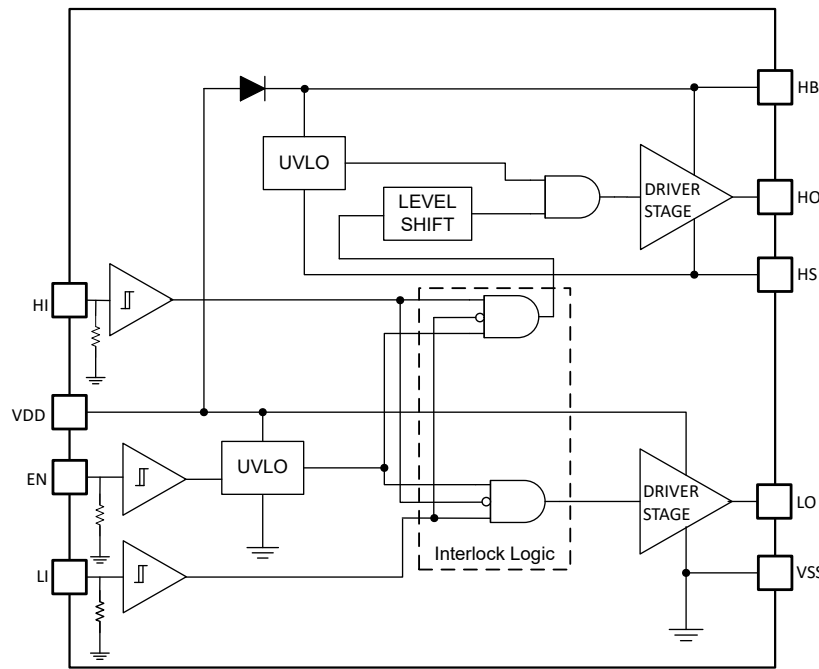 HB
UVLO
LEVEL
SHIFT
DRIVER
STAGE
HO
HS
HI
VDD
EN
UVLO
DRIVER
STAGE
LO
Interlock Logic
LI
VSS